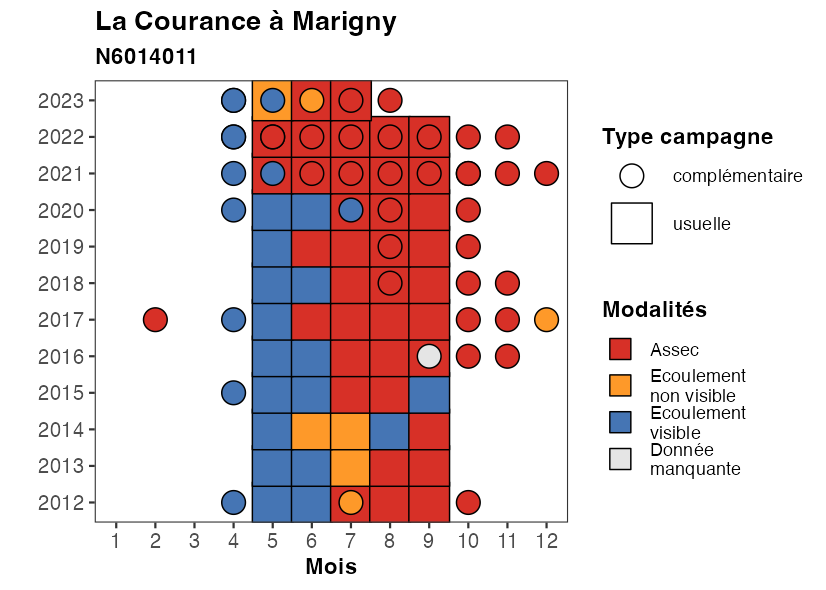 La Courance à Marigny
N6014011
2023
2022
2021
2020
2019
2018
2017
2016
2015
2014
2013
2012
1 2 3 4 5 6 7 8 9 10 11 12
Mois
Type campagne
complémentaire
usuelle
Modalités
Assec
Ecoulement
non visible
Ecoulement
visible
Donnée
manquante